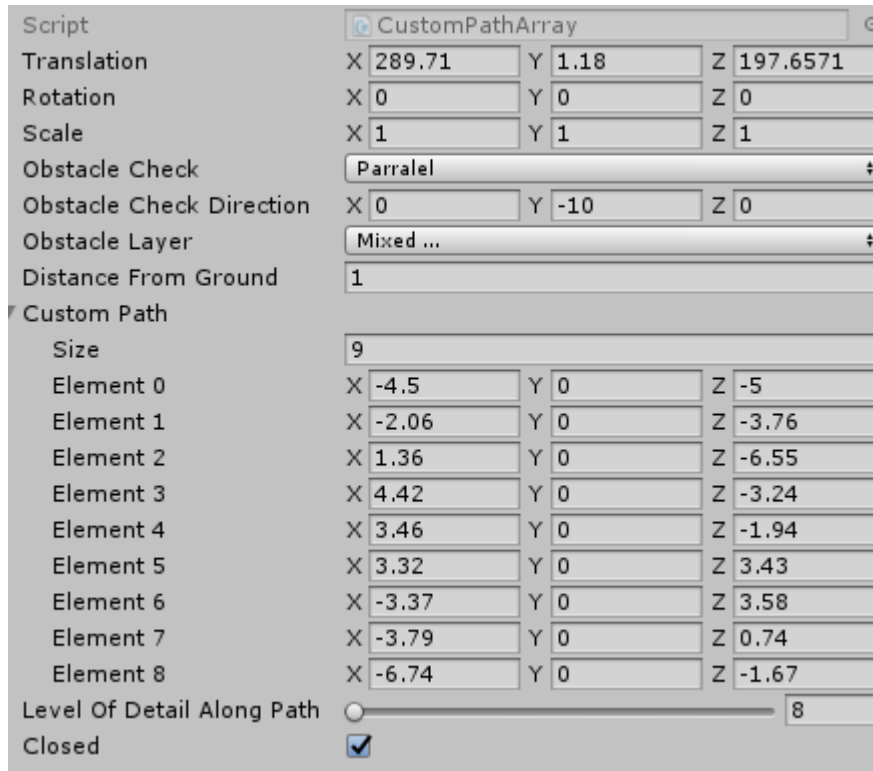 Script CustomPathArray
Translation X 289.71 Y 1.18 Z 197.6571
Rotation X 0 Y 0 Z 0
Scale X 1 Y 1 Z 1
Obstacle Check Parralel
Obstacle Check Direction X 0 Y -10 Z 0
Obstacle Layer Mixed ...
Distance From Ground 1
Custom Path
Size 9
Element 0 X -4.5 Y 0 Z -5
Element 1 X -2.06 Y 0 Z -3.76
Element 2 X 1.36 Y 0 Z -6.55
Element 3 X 4.42 Y 0 Z -3.24
Element 4 X 3.46 Y 0 Z -1.94
Element 5 X 3.32 Y 0 Z 3.43
Element 6 X -3.37 Y 0 Z 3.58
Element 7 X -3.79 Y 0 Z 0.74
Element 8 X -6.74 Y 0 Z -1.67
Level Of Detail Along Path 8
Closed